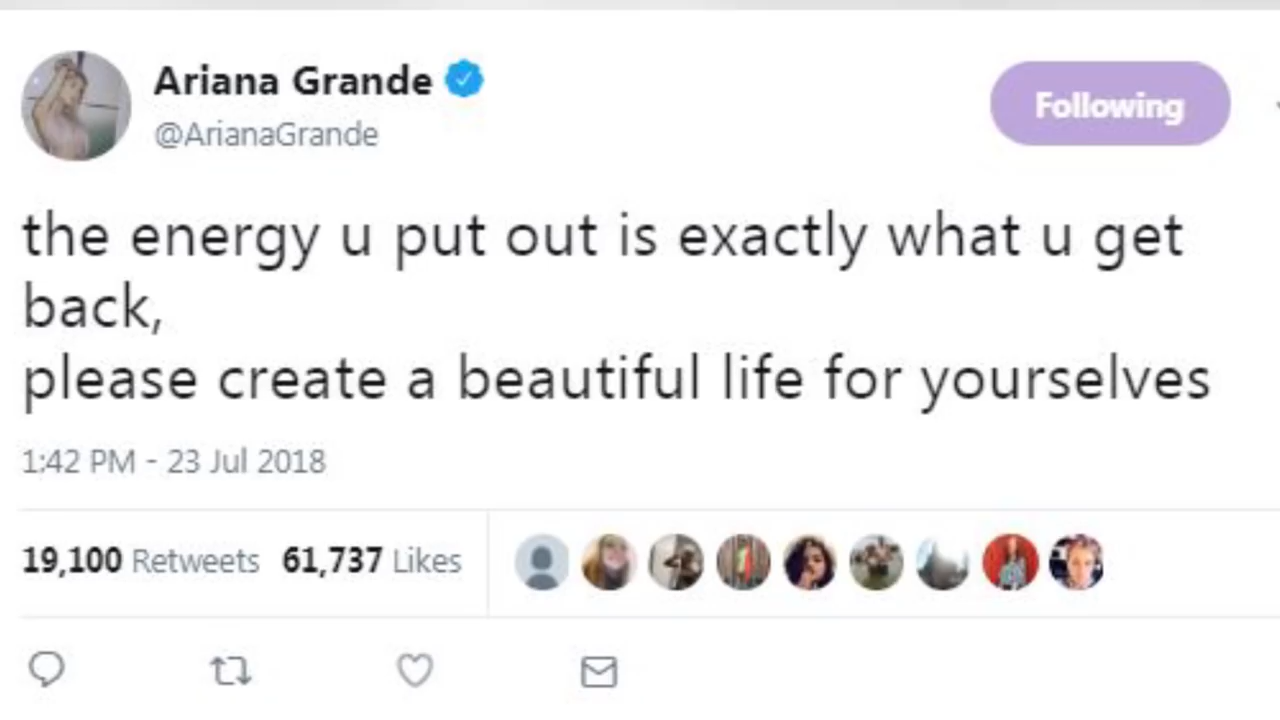 Ariana Grande
@ArianaGrande
Following
the energy u put out is exactly what u get
back,
please create a beautiful life for yourselves
1:42 PM - 23 Jul 2018
19,100 Retweets 61,737 Likes